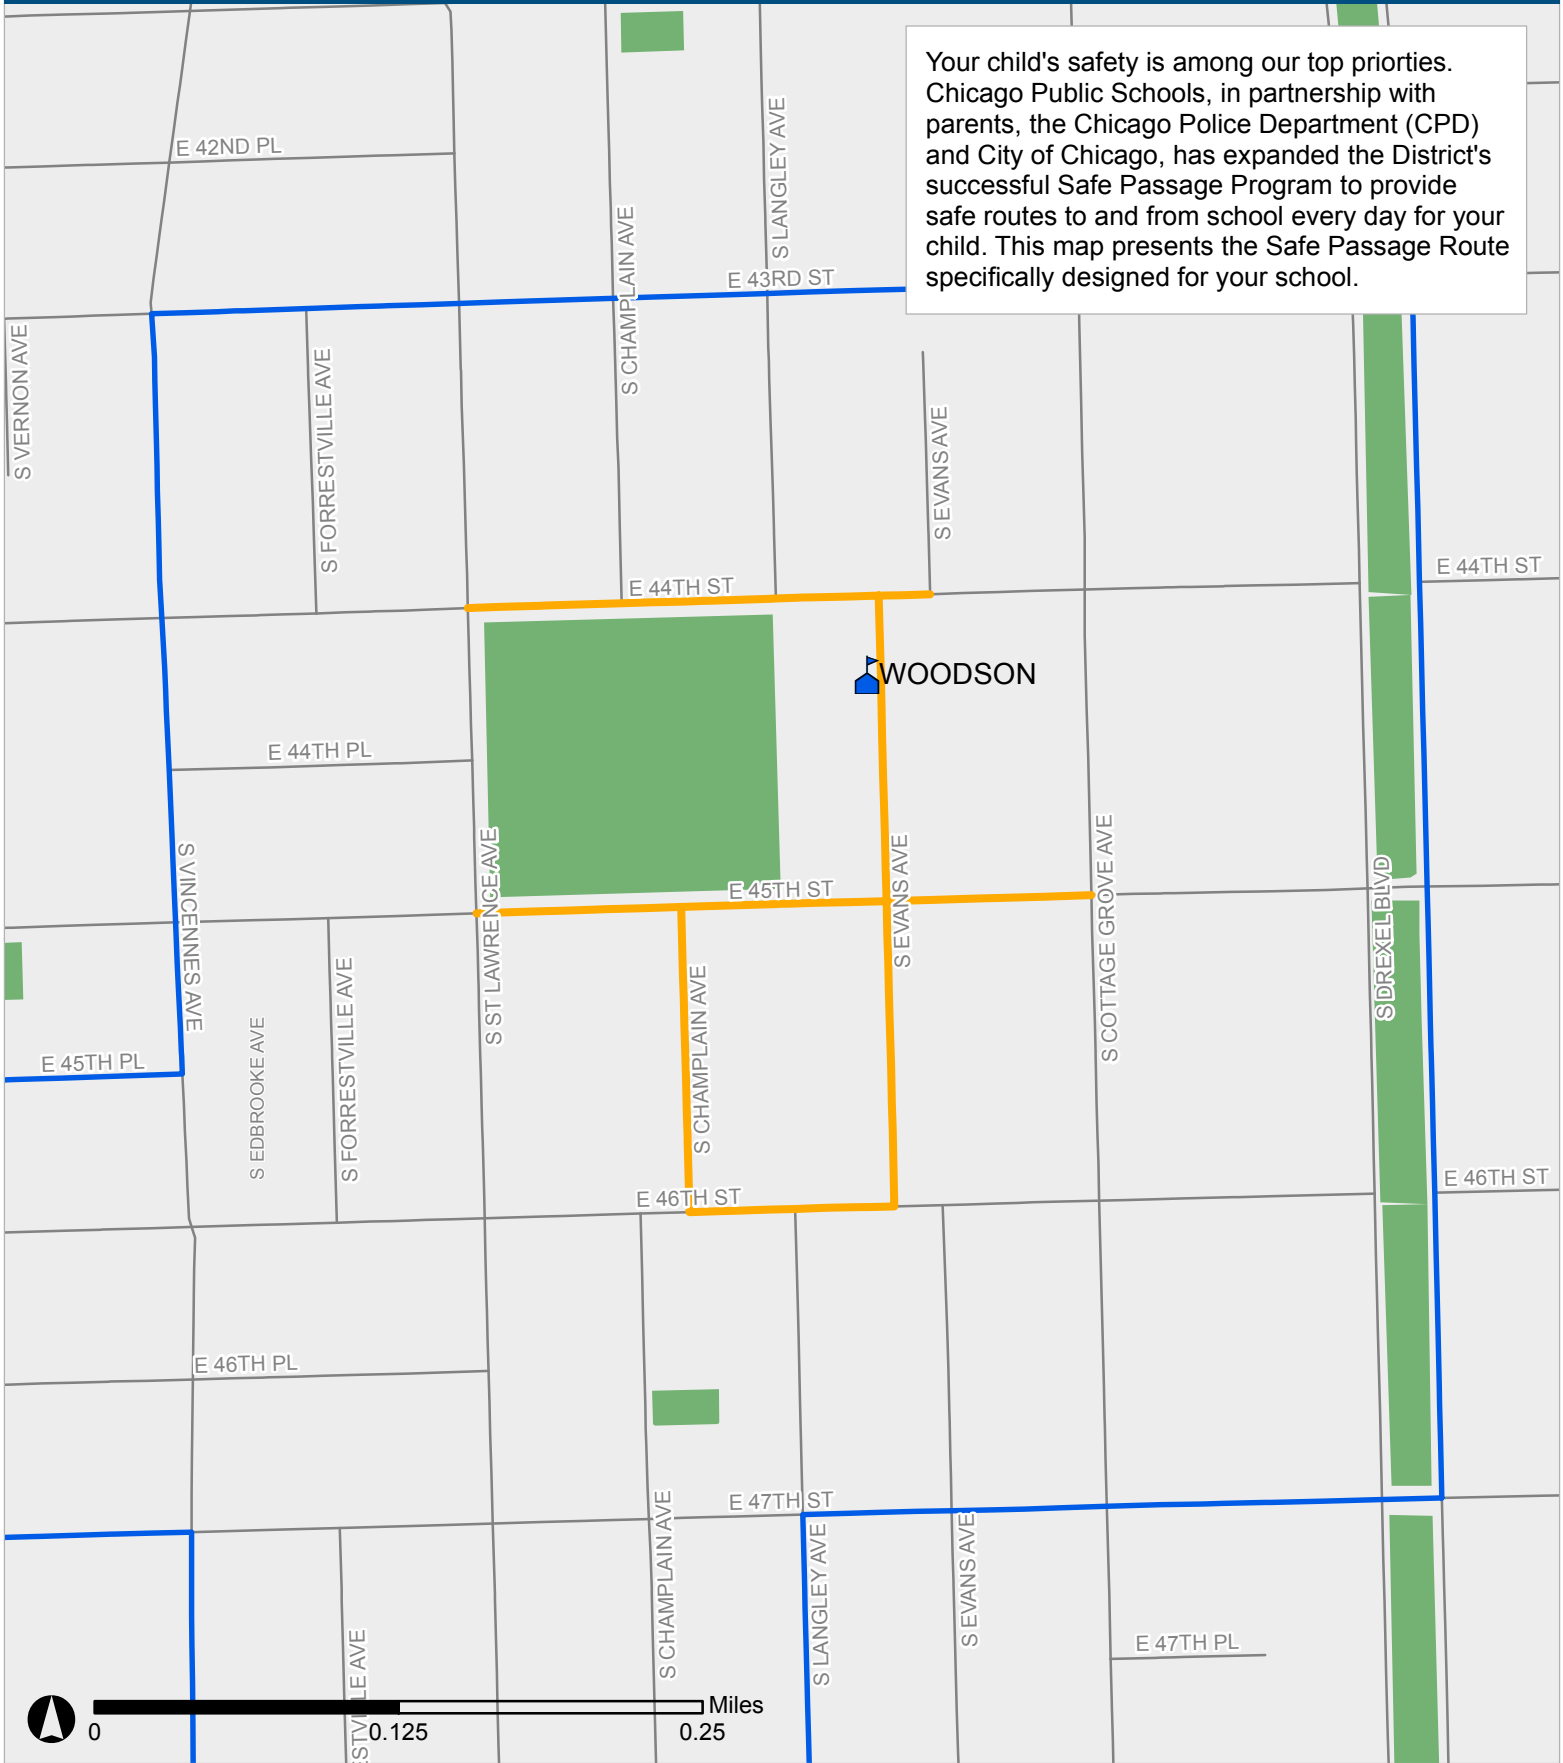 Your child's safety is among our top priorties.
Chicago Public Schools, in partnership with
parents, the Chicago Police Department (CPD)
and City of Chicago, has expanded the District's
successful Safe Passage Program to provide
safe routes to and from school every day for your
child. This map presents the Safe Passage Route
specifically designed for your school.
E 42ND PL
S LANGLEY AVE
S CHAMPLAIN AVE
E 43RD ST
S VERNON AVE
S FORRESTVILLE AVE
S EVANS AVE
E 44TH ST
E 44TH ST
WOODSON
E 44TH PL
S VINCENNES AVE
S ST LAWRENCE AVE
E 45TH ST
S EVANS AVE
S COTTAGE GROVE AVE
S DREXEL BLVD
S FORRESTVILLE AVE
S CHAMPLAIN AVE
S EDBROOKE AVE
E 45TH PL
E 46TH ST
E 46TH ST
E 46TH PL
E 47TH ST
S CHAMPLAIN AVE
S LANGLEY AVE
S EVANS AVE
E 47TH PL
ESTVILLE AVE
Miles
0
0.125
0.25